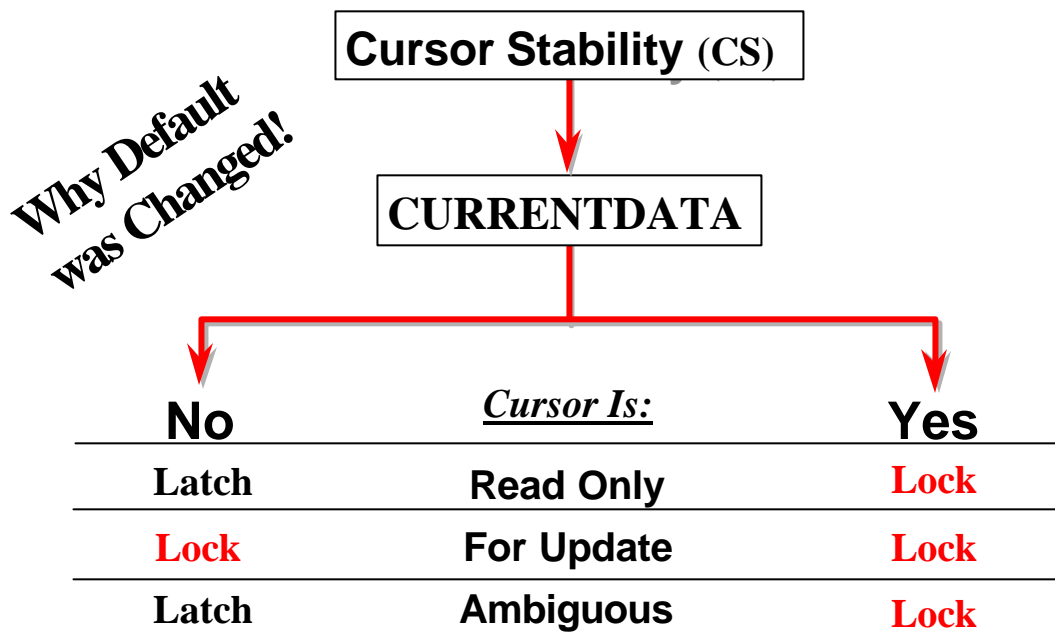 Cursor Stability (CS)
Why Default
was Changed!
CURRENTDATA
No Cursor Is: Yes
Latch Read Only Lock
Lock For Update Lock
Latch Ambiguous Lock